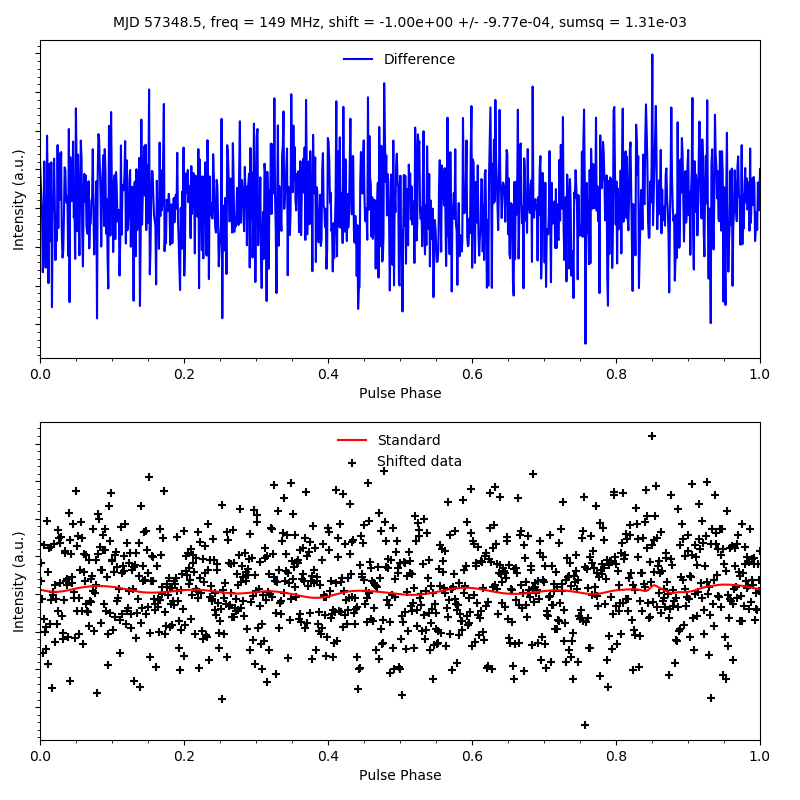 MJD 57348.5, freq = 149 MHz, shift = -1.00e+00 +/- -9.77e-04, sumsq = 1.31e-03
Difference
Intensity (a.u.)
0.0 0.2 0.4 0.6 0.8 1.0
Pulse Phase
Standard
Shifted data
Intensity (a.u.)
0.0 0.2 0.4 0.6 0.8 1.0
Pulse Phase